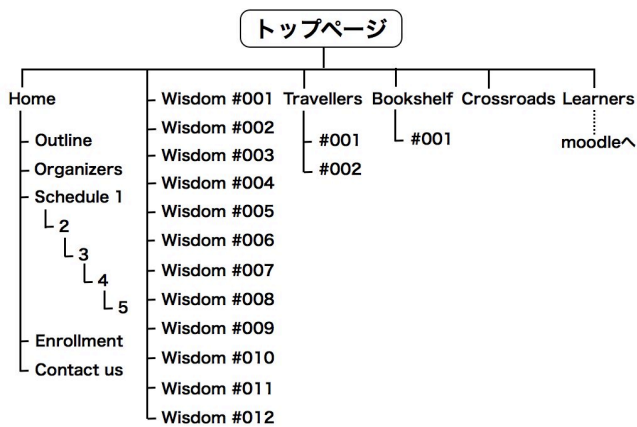 トップページ
Home
Outline
Organizers
Schedule 1
2
3
4
5
Enrollment
Contact us
Wisdom #001
Wisdom #002
Wisdom #003
Wisdom #004
Wisdom #005
Wisdom #006
Wisdom #007
Wisdom #008
Wisdom #009
Wisdom #010
Wisdom #011
Wisdom #012
Travellers
#001
#002
Bookshelf
#001
Crossroads
Learners
moodleへ